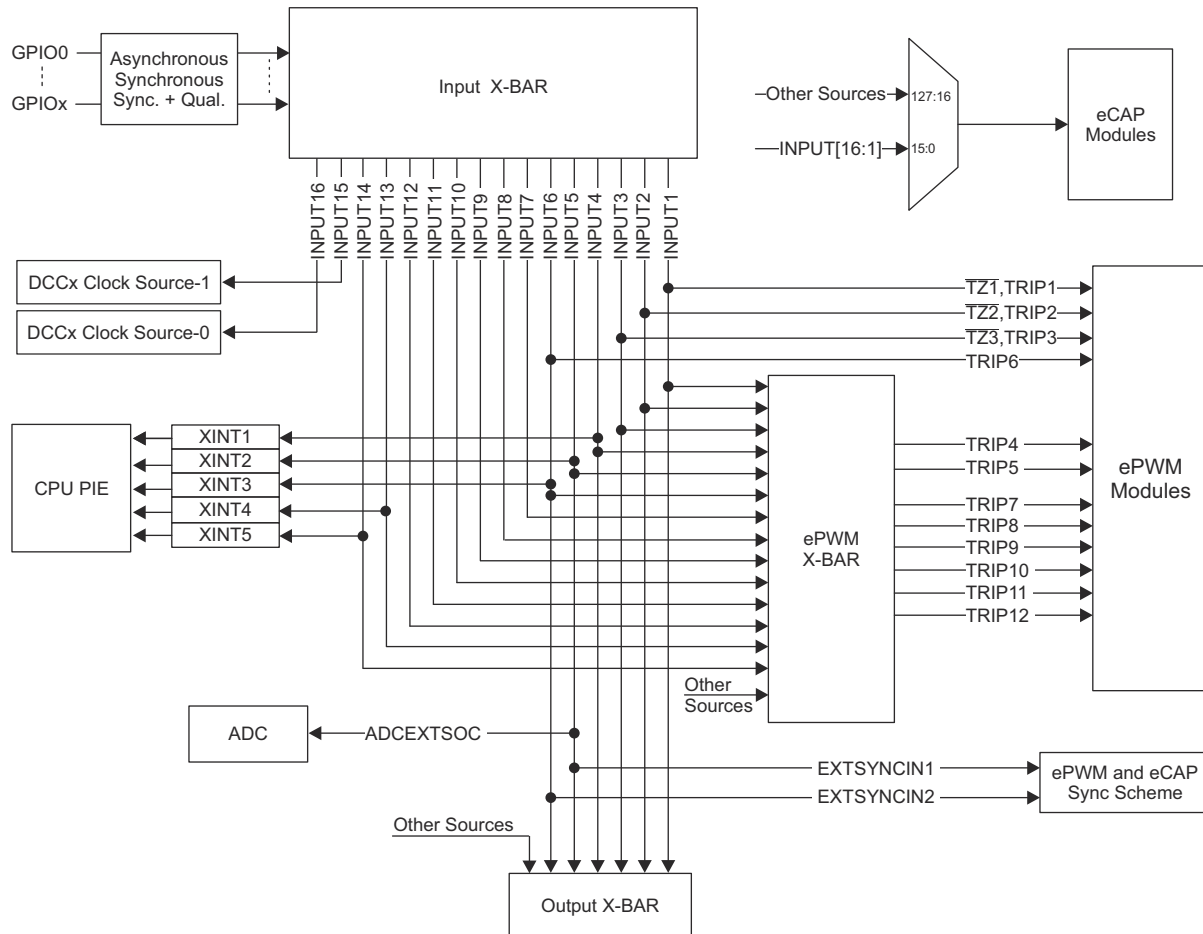 GPIO0
GPIOx
Asynchronous
Synchronous
Sync. + Qual.
Input X-BAR
Other Sources
127:16
INPUT[16:1]
15:0
eCAP
Modules
INPUT16
INPUT15
INPUT14
INPUT13
INPUT12
INPUT11
INPUT10
INPUT9
INPUT8
INPUT7
INPUT6
INPUT5
INPUT4
INPUT3
INPUT2
INPUT1
DCCx Clock Source-1
DCCx Clock Source-0
TZ1,TRIP1
TZ2,TRIP2
TZ3,TRIP3
TRIP6
CPU PIE
XINT1
XINT2
XINT3
XINT4
XINT5
ePWM
X-BAR
TRIP4
TRIP5
TRIP7
TRIP8
TRIP9
TRIP10
TRIP11
TRIP12
ePWM
Modules
Other
Sources
ADC
ADCEXTSOC
EXTSYNCIN1
EXTSYNCIN2
ePWM and eCAP
Sync Scheme
Other Sources
Output X-BAR